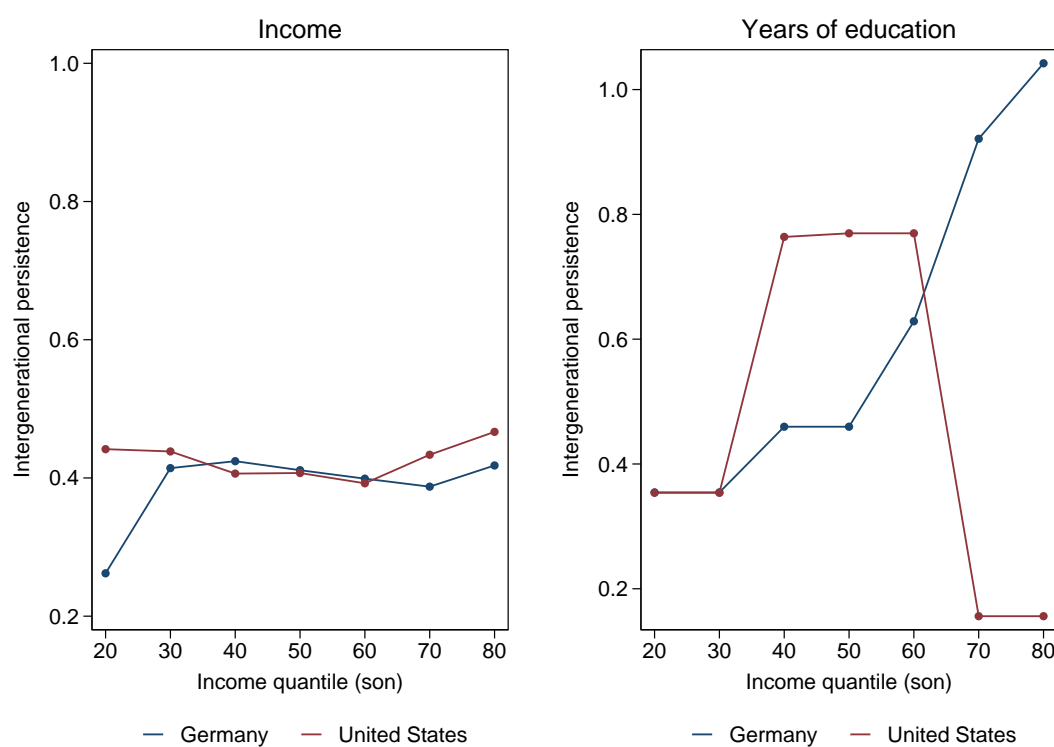 Income
Intergenerational persistence
1.0
0.8
0.6
0.4
0.2
20 30 40 50 60 70 80
Income quantile (son)
Germany United States
Years of education
Intergenerational persistence
1.0
0.8
0.6
0.4
0.2
20 30 40 50 60 70 80
Income quantile (son)
Germany United States